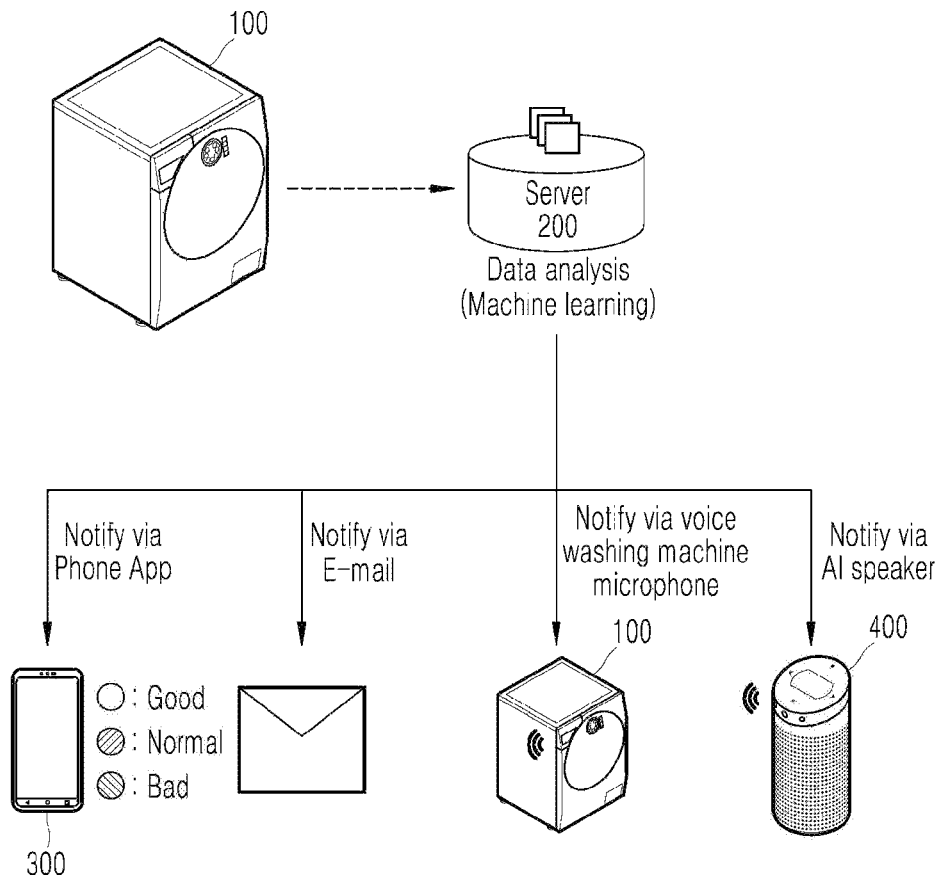 100
Server
200
Data analysis
(Machine learning)
Notify via
Phone App
Notify via
E-mail
Notify via voice
washing machine
microphone
Notify via
AI speaker
100
400
: Good
: Normal
: Bad
300